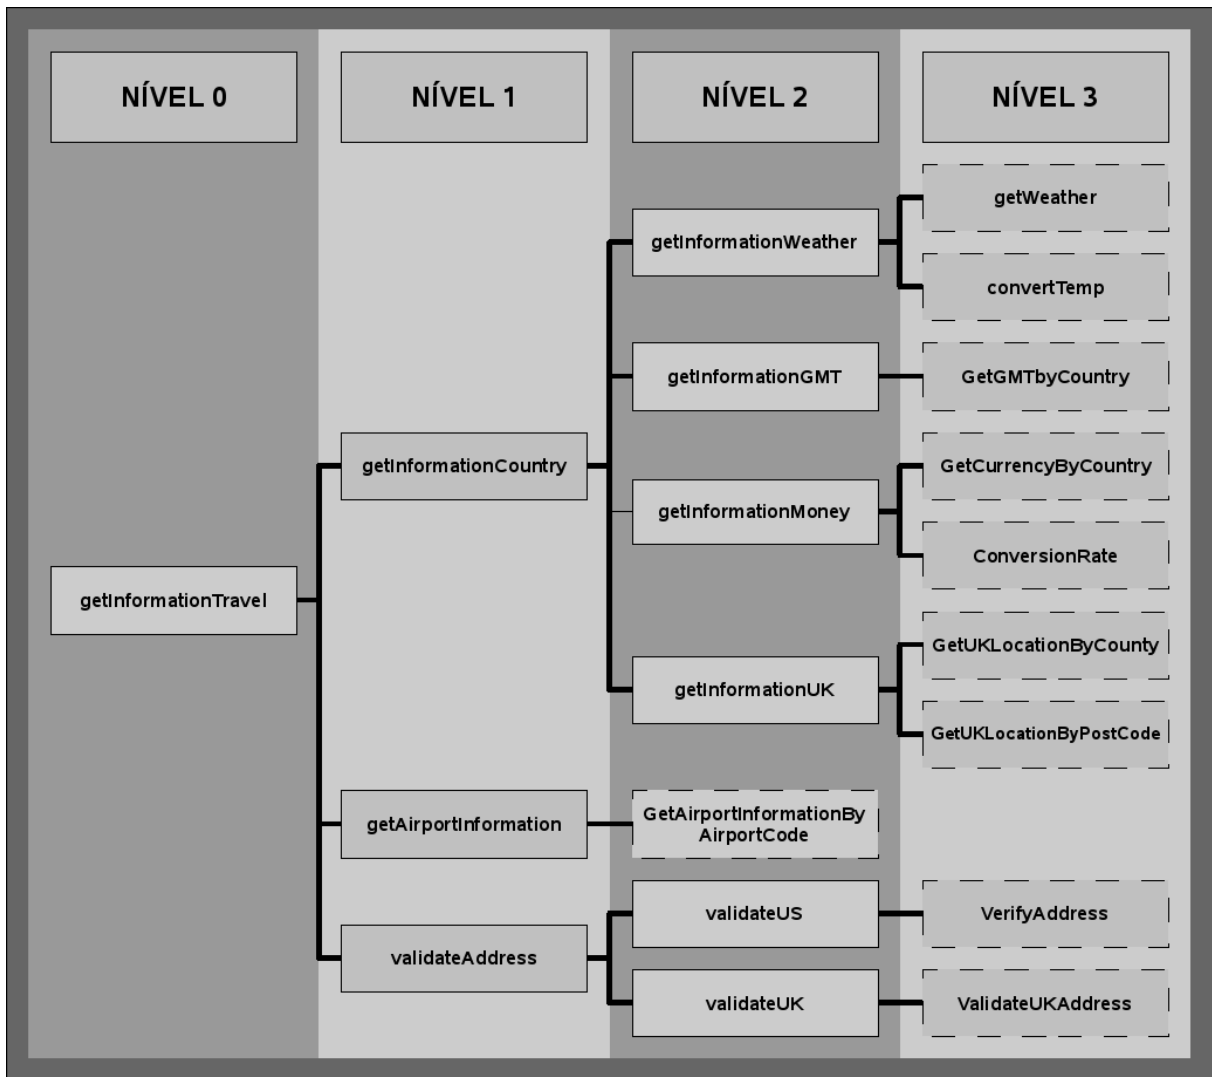 NÍVEL 0
NÍVEL 1
NÍVEL 2
NÍVEL 3
getWeather
getInformationWeather
convertTemp
getInformationGMT
GetGMTbyCountry
getInformationCountry
GetCurrencyByCountry
getInformationMoney
ConversionRate
getInformationTravel
GetUKLocationByCounty
getInformationUK
GetUKLocationByPostCode
getAirportInformation
GetAirportInformationBy
AirportCode
validateUS
VerifyAddress
validateAddress
validateUK
ValidateUKAddress